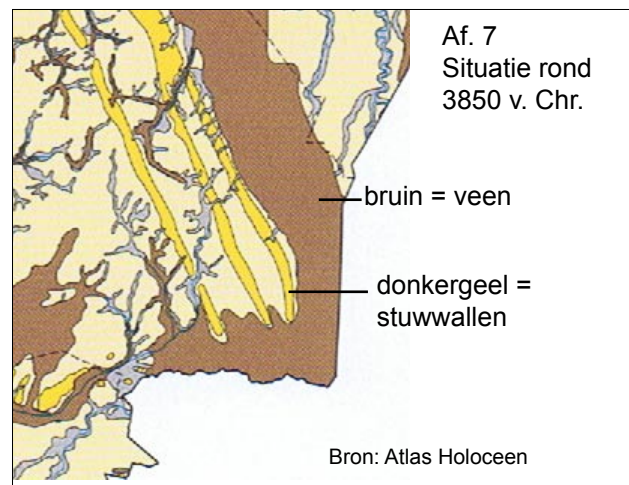 Af. 7
Situatie rond
3850 v. Chr.
bruin = veen
donkergeel =
stuwwallen
Bron: Atlas Holoceen